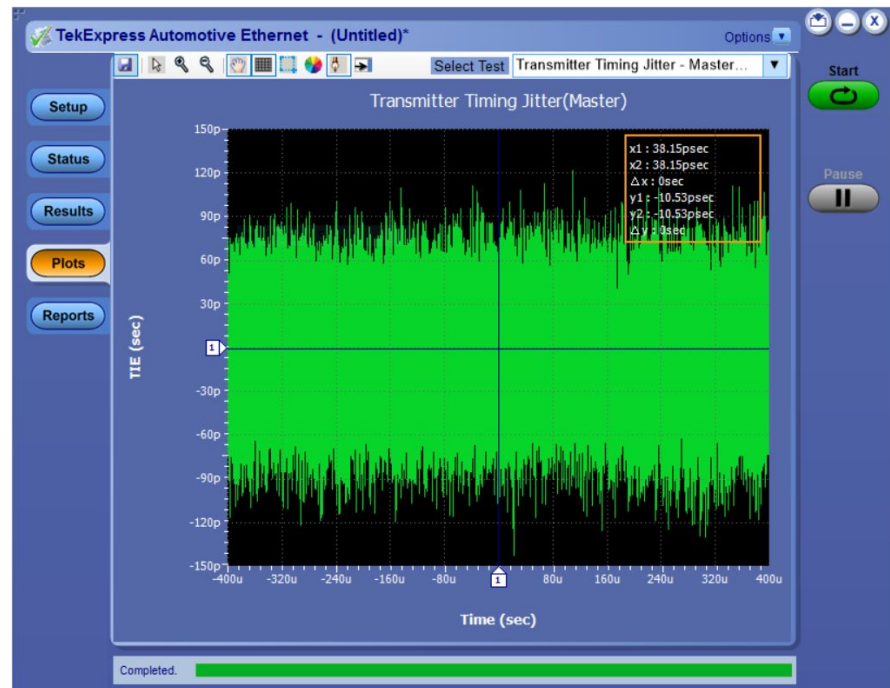 TekExpress Automotive Ethernet - (Untitled)*
Options
Select Test
Transmitter Timing Jitter - Master...
Start
Pause
Setup
Status
Results
Plots
Reports
Transmitter Timing Jitter(Master)
x1 : 38.15psec
x2 : 38.15psec
△x : 0sec
y1 : -10.53psec
y2 : -10.53psec
△y : 0sec
150p
120p
90p
60p
30p
1
-30p
-60p
-90p
-120p
-150p
TIE (sec)
-400u -320u -240u -160u -80u 1 80u 160u 240u 320u 400u
Time (sec)
Completed.